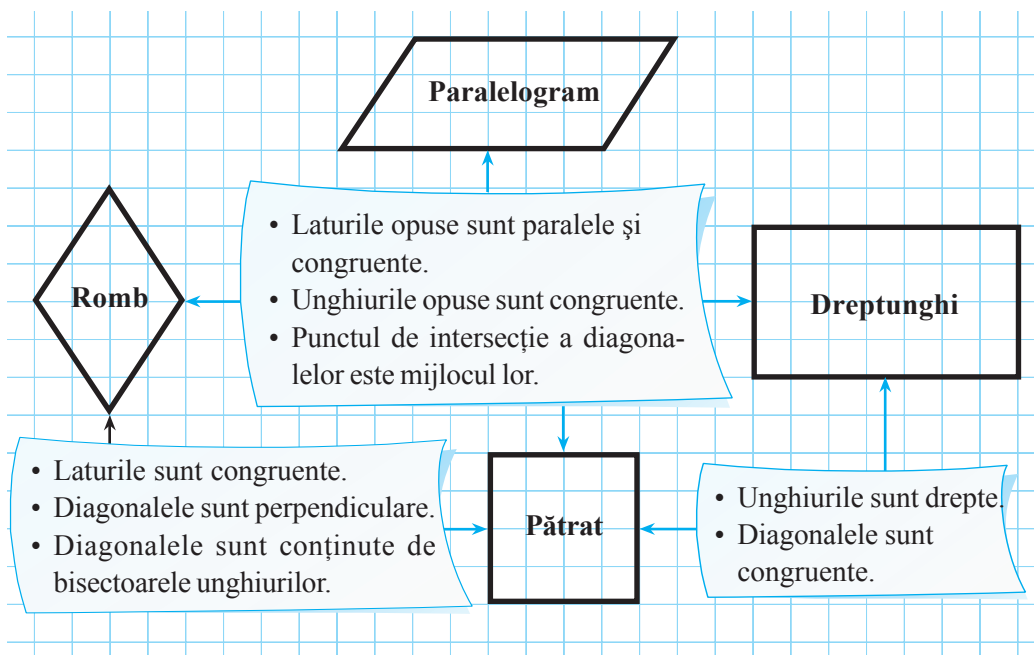 Paralelogram
• Laturile opuse sunt paralele şi
congruente.
• Unghiurile opuse sunt congruente.
• Punctul de intersecție a diagona-
lelor este mijlocul lor.
Romb
Dreptunghi
• Laturile sunt congruente.
• Diagonalele sunt perpendiculare.
• Diagonalele sunt conținute de
bisectoarele unghiurilor.
Pătrat
• Unghiurile sunt drepte.
• Diagonalele sunt
congruente.